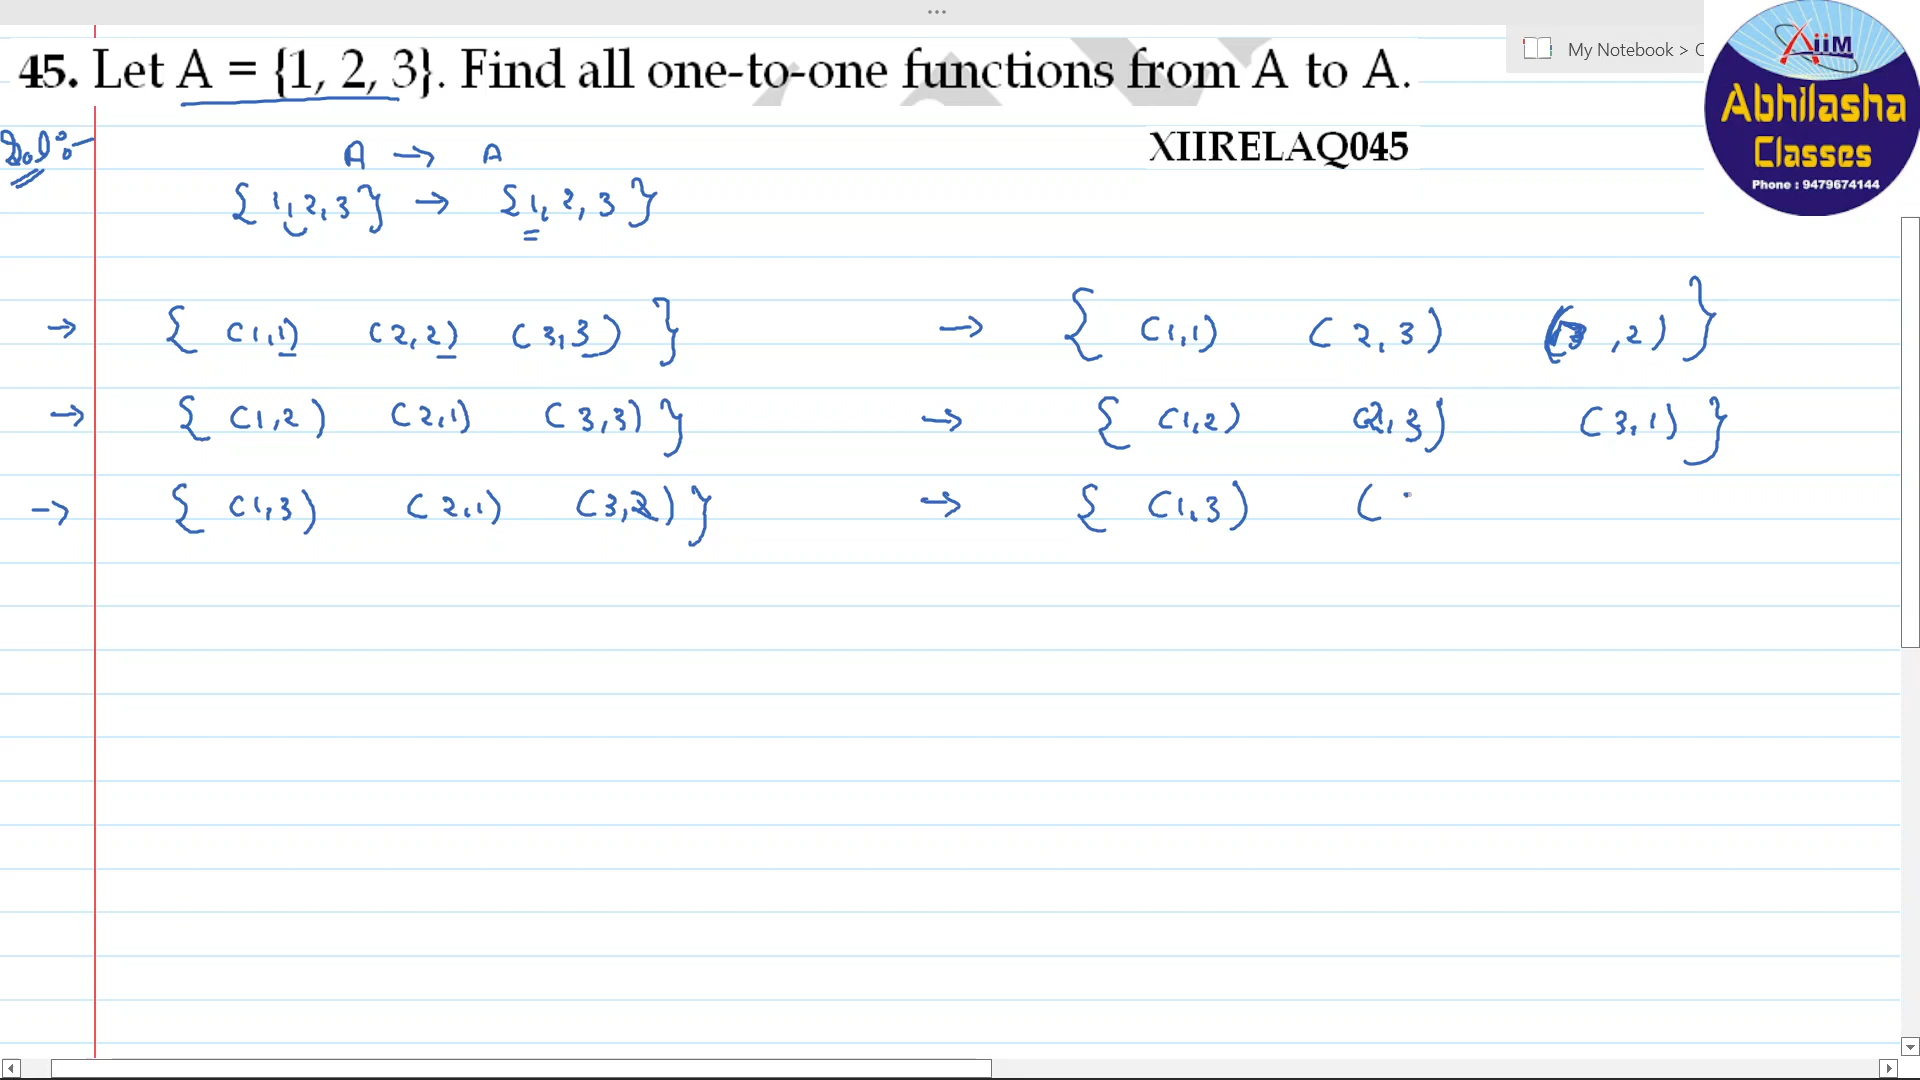 45. Let A = {1, 2, 3}. Find all one-to-one functions from A to A.
My Notebook >
XIIRELAQ045
AiiM
Abhilasha
Classes
Phone : 9479674144
Sol:-
A → A
{1,2,3} → {1,2,3}
→ { (1,1) (2,2) (3,3) } → { (1,1) (2,3) (3,2) }
→ { (1,2) (2,1) (3,3) } → { (1,2) (2,3) (3,1) }
→ { (1,3) (2,1) (3,2) } → { (1,3) (